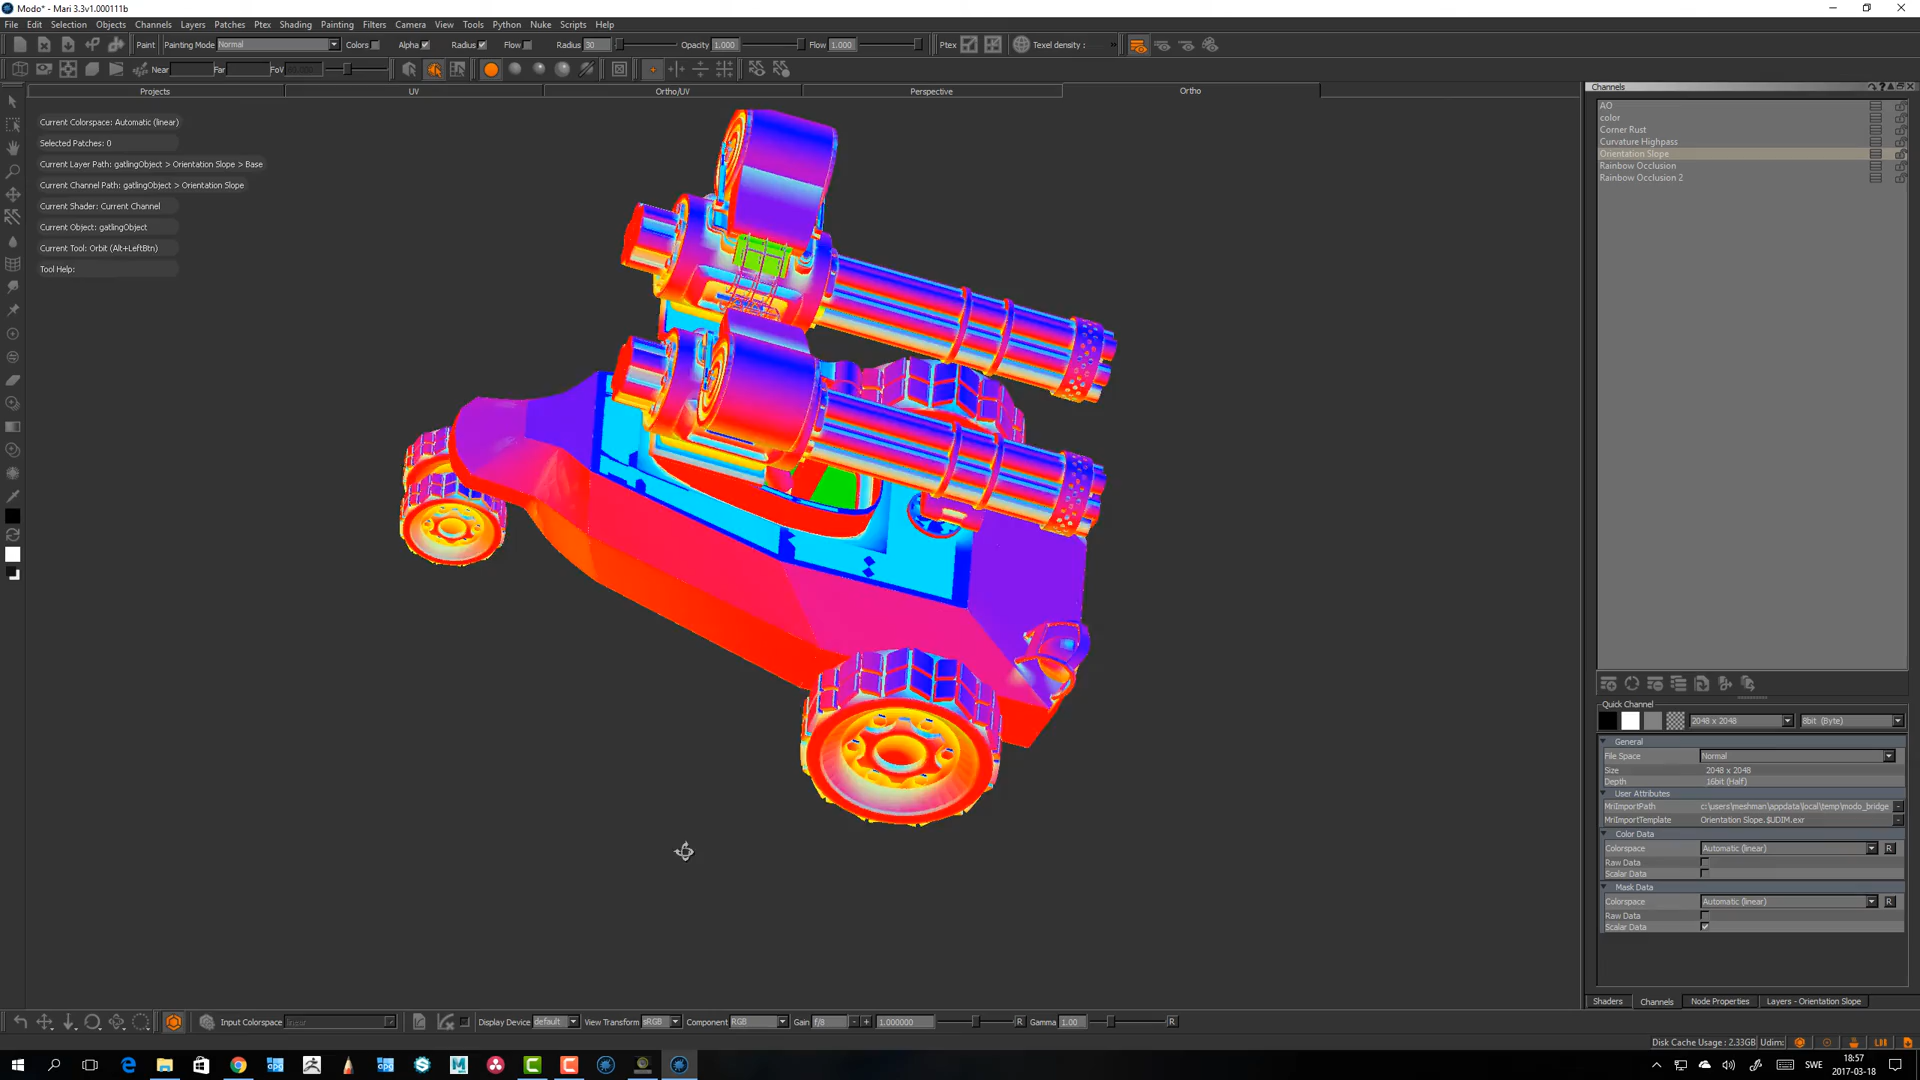 Modo* - Mari 3.3v1.000111b
File Edit Selection Objects Channels Layers Patches Ptex Shading Painting Filters Camera View Tools Python Nuke Scripts Help
Paint Painting Mode Normal Colors Alpha Radius Flow Radius 30 Opacity 1.000 Flow 1.000 Ptex Texel density : »
Near Far FoV
Projects UV Ortho/UV Perspective Ortho
Channels
Current Colorspace: Automatic (linear)
Selected Patches: 0
Current Layer Path: gatlingObject > Orientation Slope > Base
Current Channel Path: gatlingObject > Orientation Slope
Current Shader: Current Channel
Current Object: gatlingObject
Current Tool: Orbit (Alt+LeftBtn)
Tool Help:
AO
color
Corner Rust
Curvature Highpass
Orientation Slope
Rainbow Occlusion
Rainbow Occlusion 2
Quick Channel
2048 x 2048 8bit (Byte)
General
File Space Normal
Size 2048 x 2048
Depth 16bit (Half)
User Attributes
MriImportPath c:\users\meshman\appdata\local\temp\modo_bridge
MriImportTemplate Orientation Slope.$UDIM.exr
Color Data
Colorspace Automatic (linear) R
Raw Data
Scalar Data
Mask Data
Colorspace Automatic (linear) R
Raw Data
Scalar Data
Shaders Channels Node Properties Layers - Orientation Slope
Input Colorspace linear Display Device default View Transform sRGB Component RGB Gain f/8 - + 1.000000 R Gamma 1.00 R
Disk Cache Usage : 2.33GB Udim:
SWE
18:57
2017-03-18